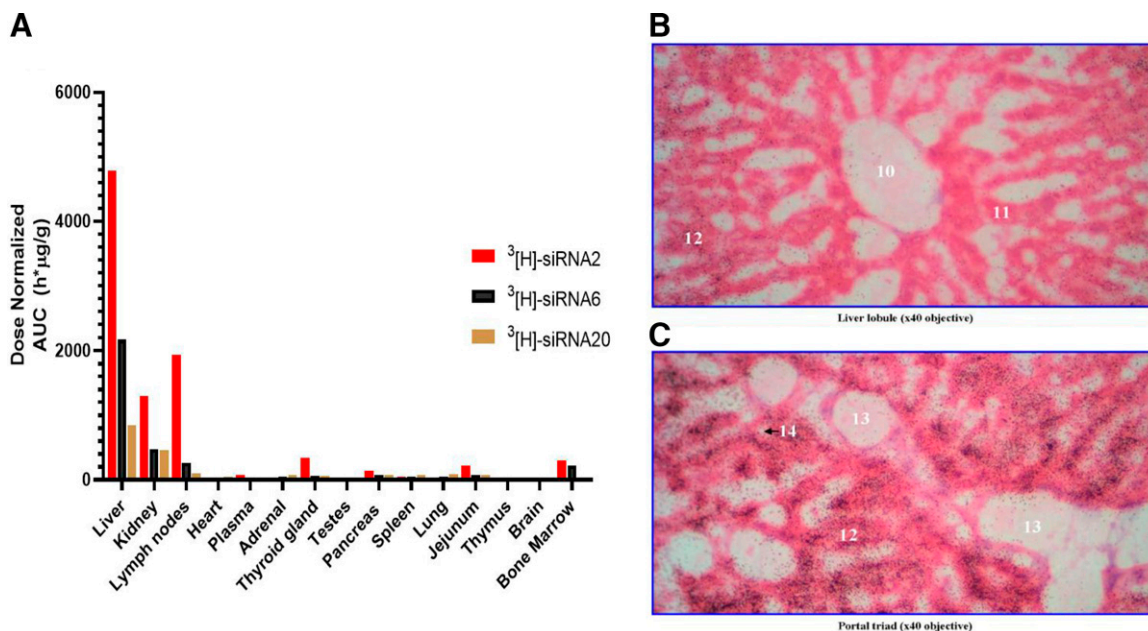 A
6000
4000
2000
0
Dose Normalized
AUC (h*µg/g)
³[H]-siRNA2
³[H]-siRNA6
³[H]-siRNA20
Liver
Kidney
Lymph nodes
Heart
Plasma
Adrenal
Thyroid gland
Testes
Pancreas
Spleen
Lung
Jejunum
Thymus
Brain
Bone Marrow
B
10
11
12
Liver lobule (x40 objective)
C
13
14
12
13
Portal triad (x40 objective)